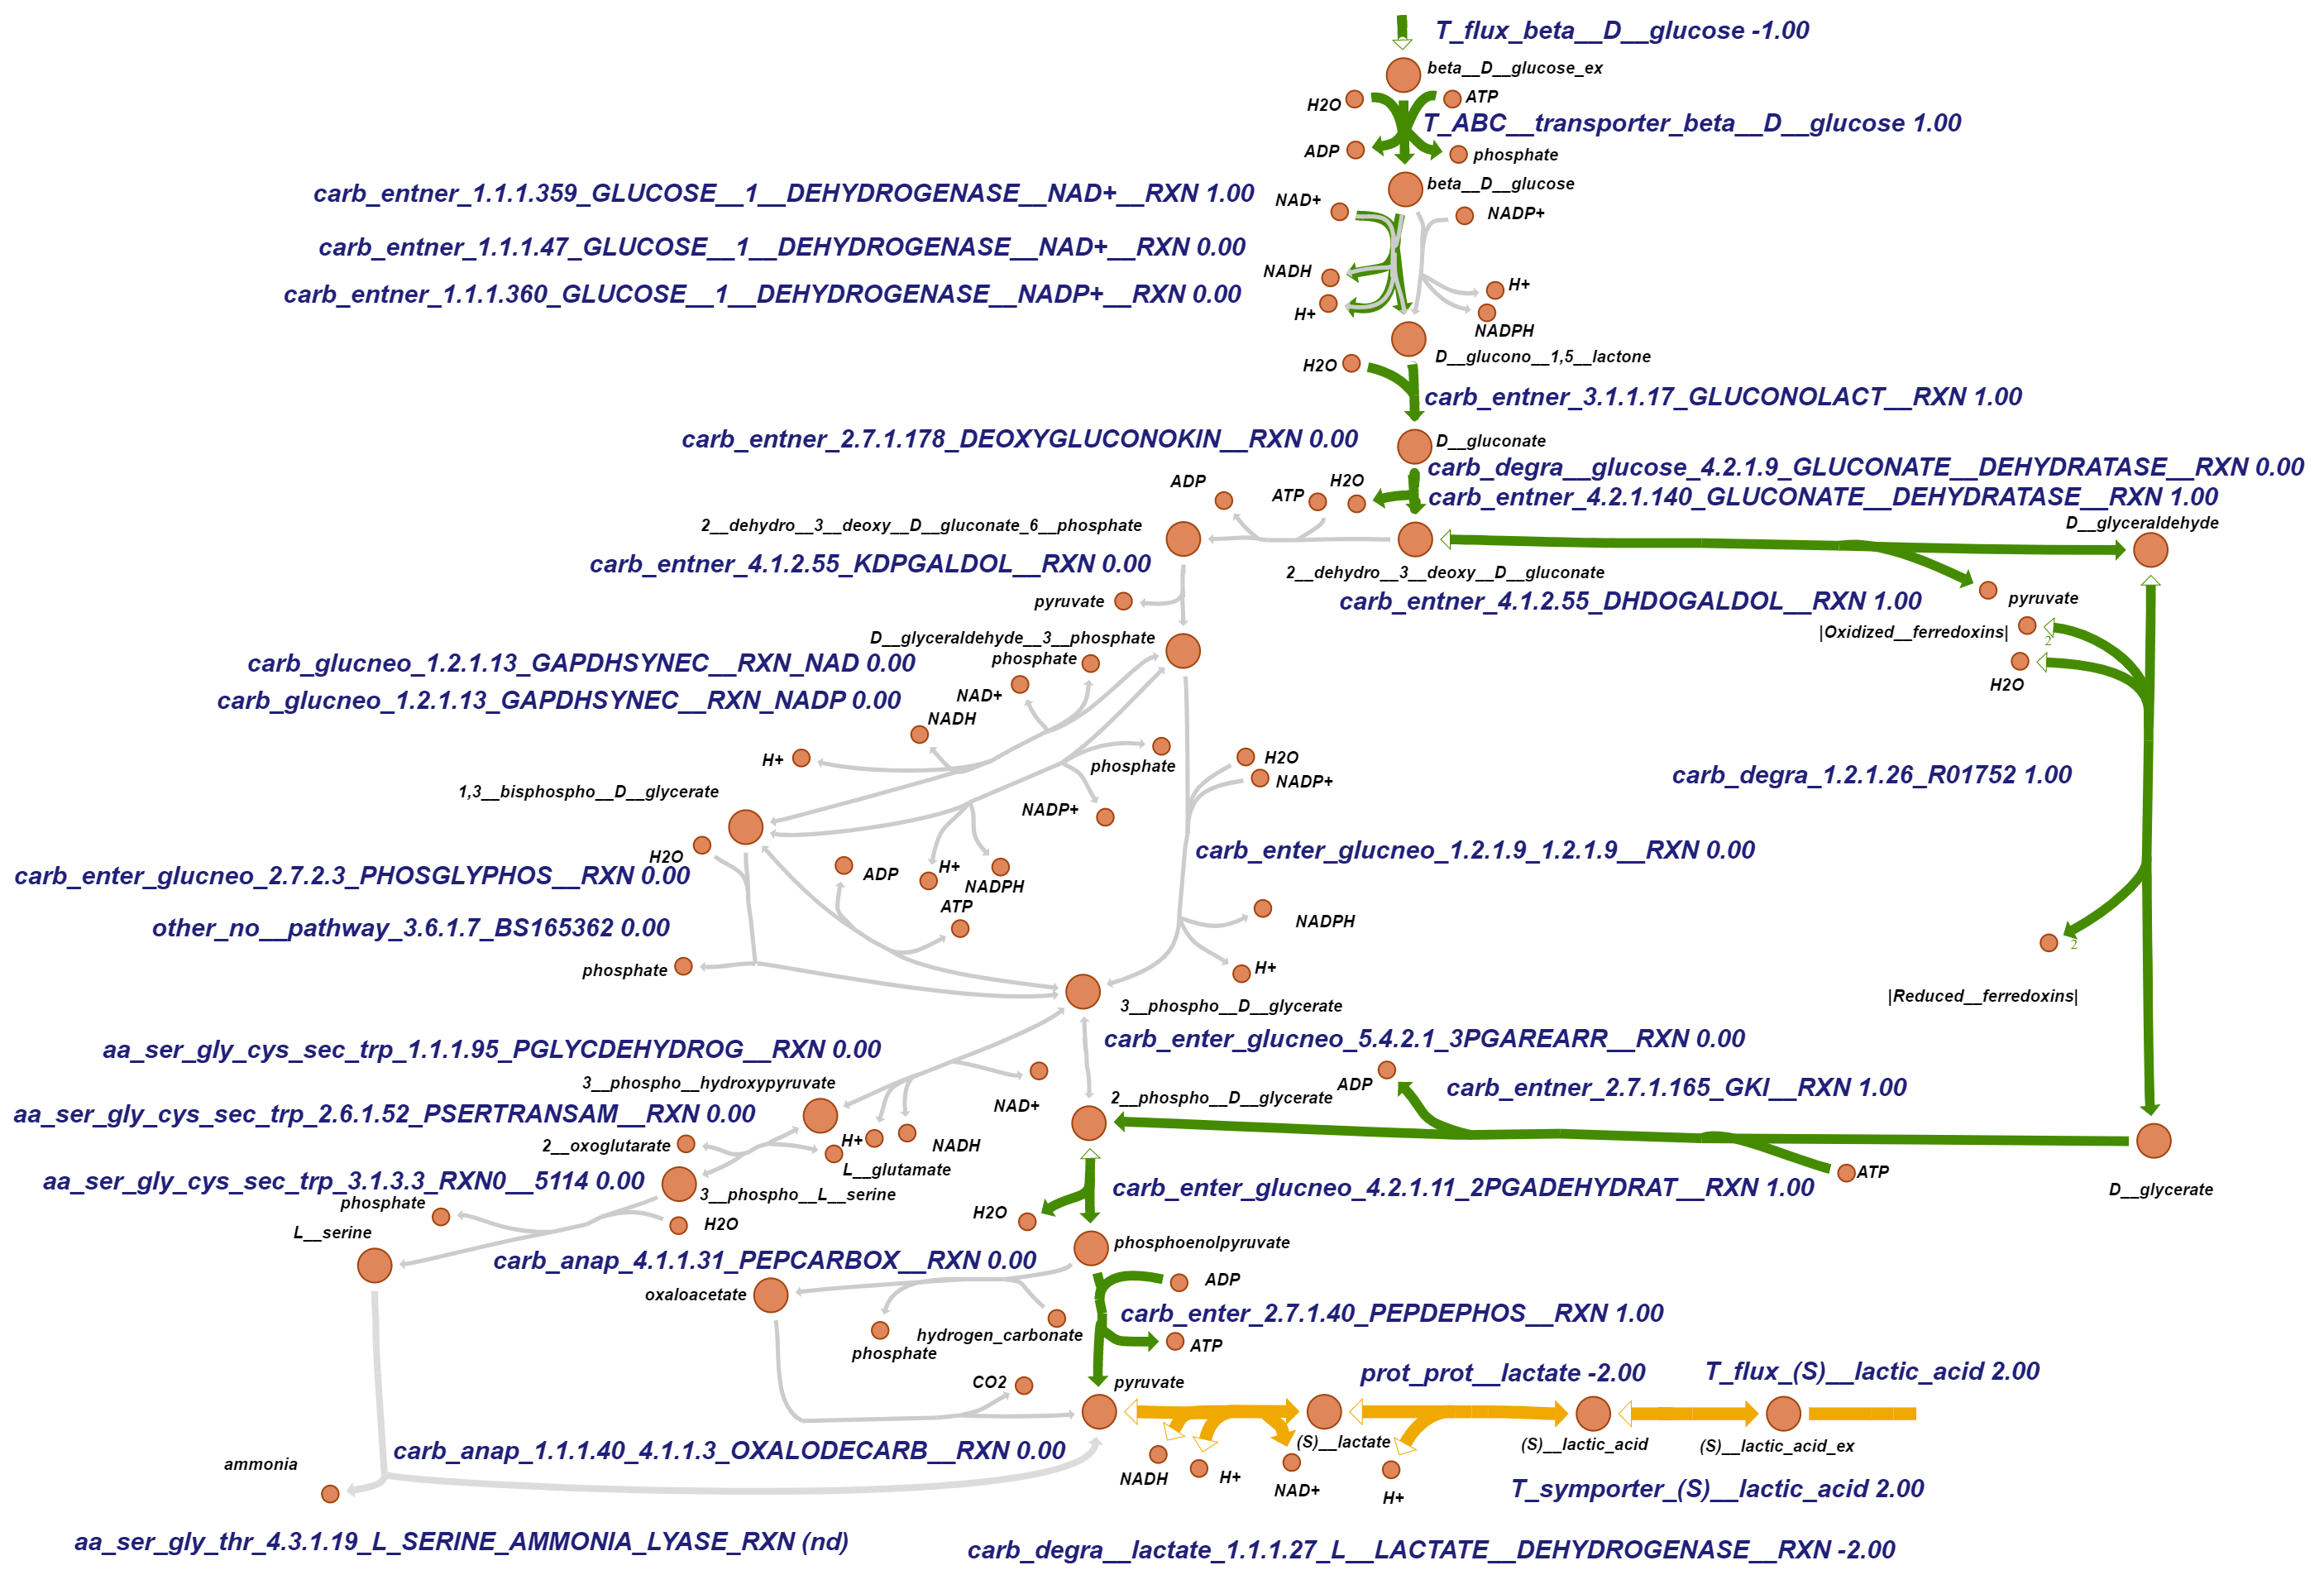 T_flux_beta__D__glucose -1.00
beta__D__glucose_ex
H2O
ATP
T_ABC__transporter_beta__D__glucose 1.00
ADP
phosphate
beta__D__glucose
carb_entner_1.1.1.359_GLUCOSE__1__DEHYDROGENASE__NAD+__RXN 1.00
NAD+
NADP+
carb_entner_1.1.1.47_GLUCOSE__1__DEHYDROGENASE__NAD+__RXN 0.00
NADH
H+
carb_entner_1.1.1.360_GLUCOSE__1__DEHYDROGENASE__NADP+__RXN 0.00
H+
NADPH
D__glucono__1,5__lactone
H2O
carb_entner_3.1.1.17_GLUCONOLACT__RXN 1.00
carb_entner_2.7.1.178_DEOXYGLUCONOKIN__RXN 0.00
D__gluconate
carb_degra__glucose_4.2.1.9_GLUCONATE__DEHYDRATASE__RXN 0.00
ADP
ATP
H2O
carb_entner_4.2.1.140_GLUCONATE__DEHYDRATASE__RXN 1.00
2__dehydro__3__deoxy__D__gluconate_6__phosphate
D__glyceraldehyde
carb_entner_4.1.2.55_KDPGALDOL__RXN 0.00
2__dehydro__3__deoxy__D__gluconate
pyruvate
carb_entner_4.1.2.55_DHDOGALDOL__RXN 1.00
pyruvate
D__glyceraldehyde__3__phosphate
|Oxidized__ferredoxins|
2
carb_glucneo_1.2.1.13_GAPDHSYNEC__RXN_NAD 0.00
phosphate
H2O
NAD+
carb_glucneo_1.2.1.13_GAPDHSYNEC__RXN_NADP 0.00
NADH
H+
phosphate
H2O
NADP+
carb_degra_1.2.1.26_R01752 1.00
1,3__bisphospho__D__glycerate
NADP+
H2O
carb_enter_glucneo_1.2.1.9_1.2.1.9__RXN 0.00
carb_enter_glucneo_2.7.2.3_PHOSGLYPHOS__RXN 0.00
ADP
H+
NADPH
ATP
other_no__pathway_3.6.1.7_BS165362 0.00
NADPH
2
phosphate
H+
|Reduced__ferredoxins|
3__phospho__D__glycerate
carb_enter_glucneo_5.4.2.1_3PGAREARR__RXN 0.00
aa_ser_gly_cys_sec_trp_1.1.1.95_PGLYCDEHYDROG__RXN 0.00
3__phospho__hydroxypyruvate
ADP
carb_entner_2.7.1.165_GKI__RXN 1.00
NAD+
2__phospho__D__glycerate
aa_ser_gly_cys_sec_trp_2.6.1.52_PSERTRANSAM__RXN 0.00
2__oxoglutarate
H+
NADH
L__glutamate
ATP
aa_ser_gly_cys_sec_trp_3.1.3.3_RXN0__5114 0.00
3__phospho__L__serine
carb_enter_glucneo_4.2.1.11_2PGADEHYDRAT__RXN 1.00
D__glycerate
phosphate
H2O
H2O
L__serine
phosphoenolpyruvate
carb_anap_4.1.1.31_PEPCARBOX__RXN 0.00
ADP
oxaloacetate
carb_enter_2.7.1.40_PEPDEPHOS__RXN 1.00
hydrogen_carbonate
phosphate
ATP
CO2
pyruvate
prot_prot__lactate -2.00
T_flux_(S)__lactic_acid 2.00
(S)__lactate
(S)__lactic_acid
(S)__lactic_acid_ex
carb_anap_1.1.1.40_4.1.1.3_OXALODECARB__RXN 0.00
ammonia
NADH
H+
NAD+
H+
T_symporter_(S)__lactic_acid 2.00
aa_ser_gly_thr_4.3.1.19_L_SERINE_AMMONIA_LYASE_RXN (nd)
carb_degra__lactate_1.1.1.27_L__LACTATE__DEHYDROGENASE__RXN -2.00